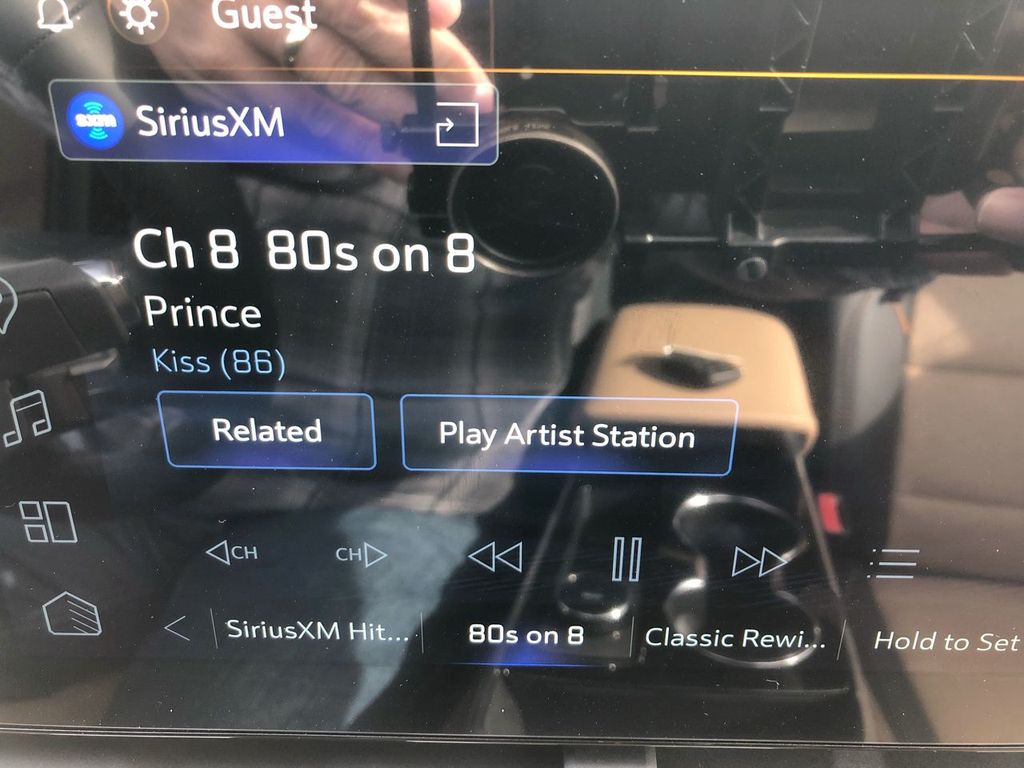 Guest
sxm SiriusXM
Ch 8 80s on 8
Prince
Kiss (86)
Related Play Artist Station
CH CH
SiriusXM Hit... 80s on 8 Classic Rewi... Hold to Set